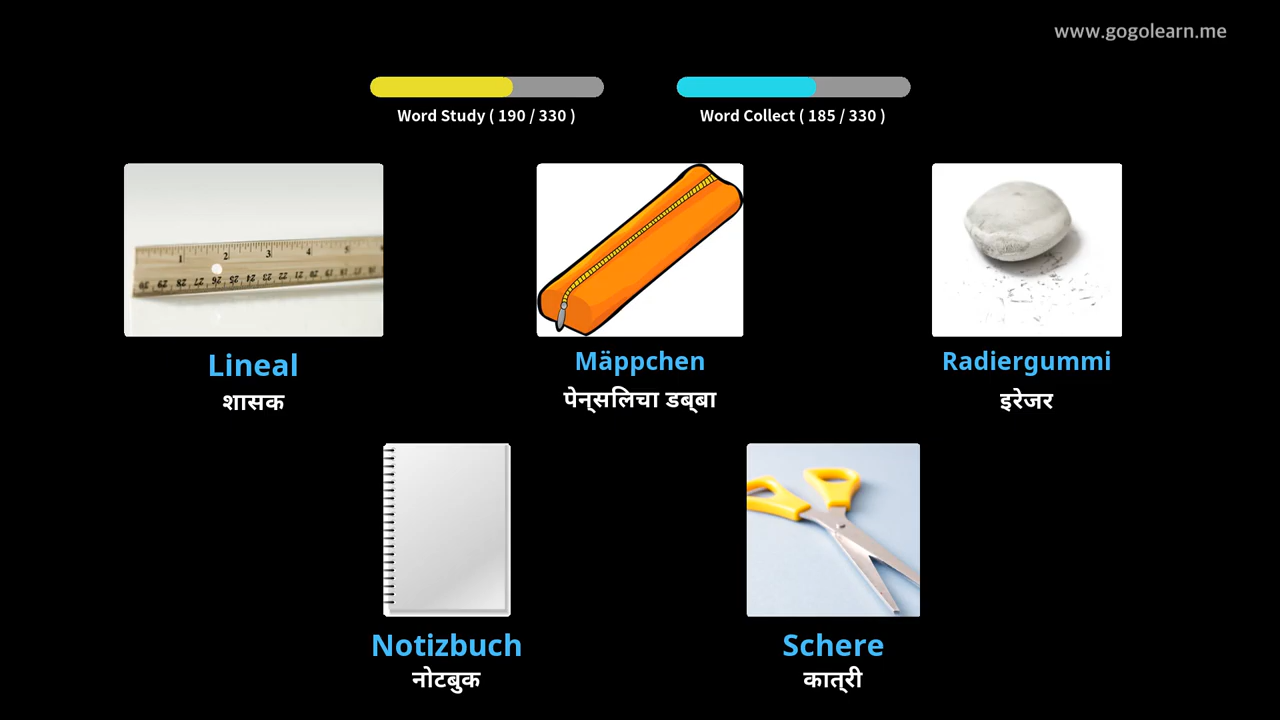 www.gogolearn.me
Word Study ( 190 / 330 )
Word Collect ( 185 / 330 )
Lineal
शासक
Mäppchen
पेन्सलिचा डब्बा
Radiergummi
इरेजर
Notizbuch
नोटबुक
Schere
कात्री